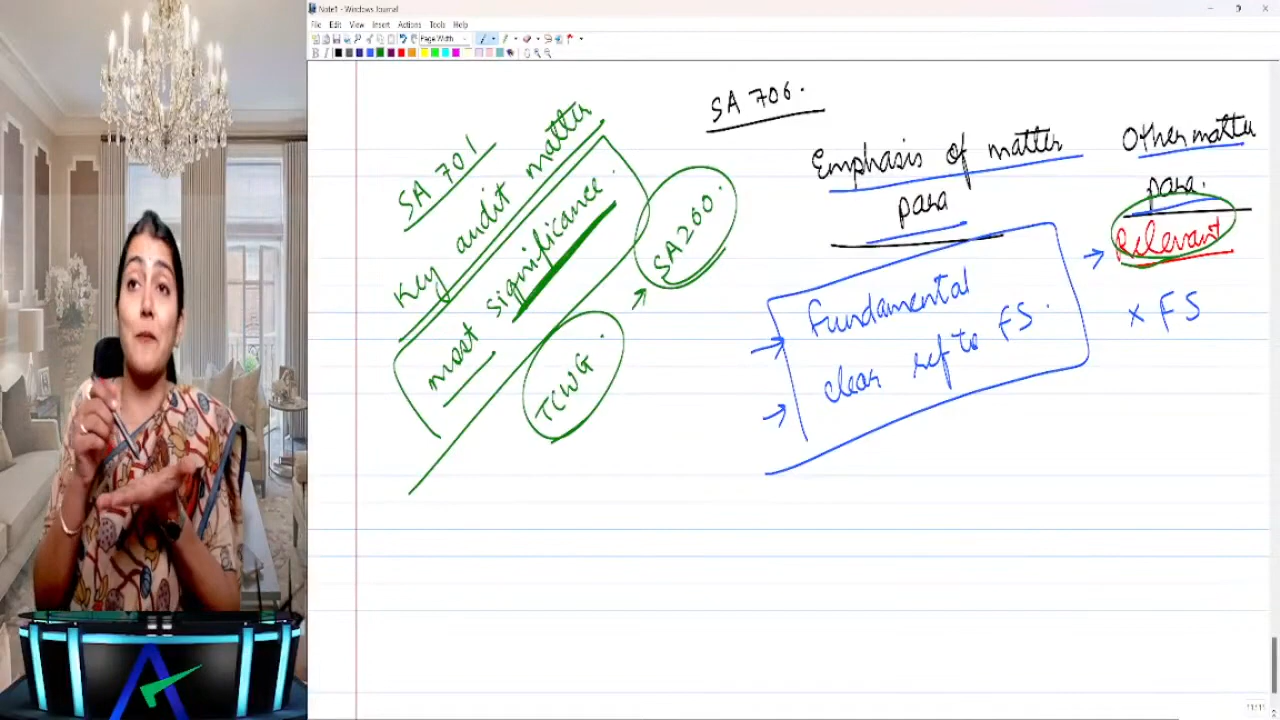 Note1 - Windows Journal
File Edit View Insert Actions Tools Help
Page Width
SA 701
Key audit matter
most significance.
TCWG.
SA 260.
SA 706.
Emphasis of matter
para
Fundamental
clear ref to FS.
Other matter
para.
Relevant
x FS